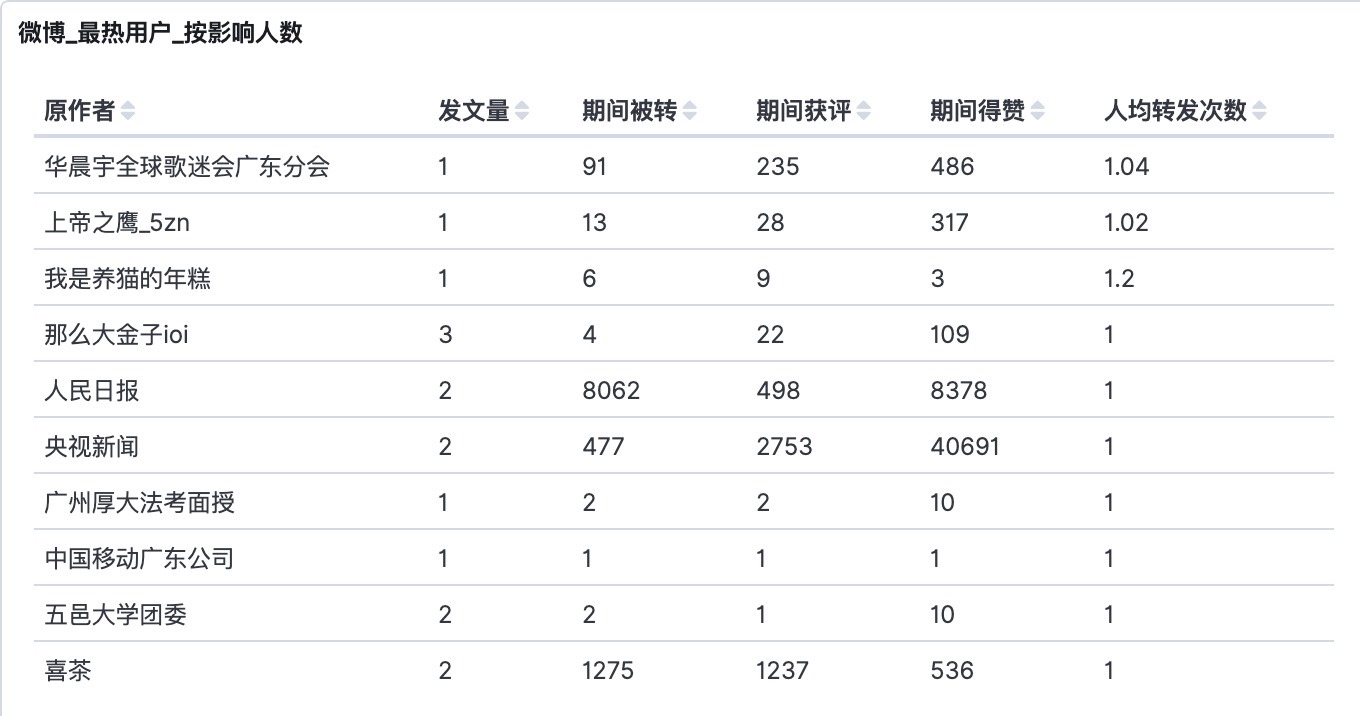 微博_最热用户_按影响人数
原作者 发文量 期间被转 期间获评 期间得赞 人均转发次数
华晨宇全球歌迷会广东分会 1 91 235 486 1.04
上帝之鹰_5zn 1 13 28 317 1.02
我是养猫的年糕 1 6 9 3 1.2
那么大金子ioi 3 4 22 109 1
人民日报 2 8062 498 8378 1
央视新闻 2 477 2753 40691 1
广州厚大法考面授 1 2 2 10 1
中国移动广东公司 1 1 1 1 1
五邑大学团委 2 2 1 10 1
喜茶 2 1275 1237 536 1